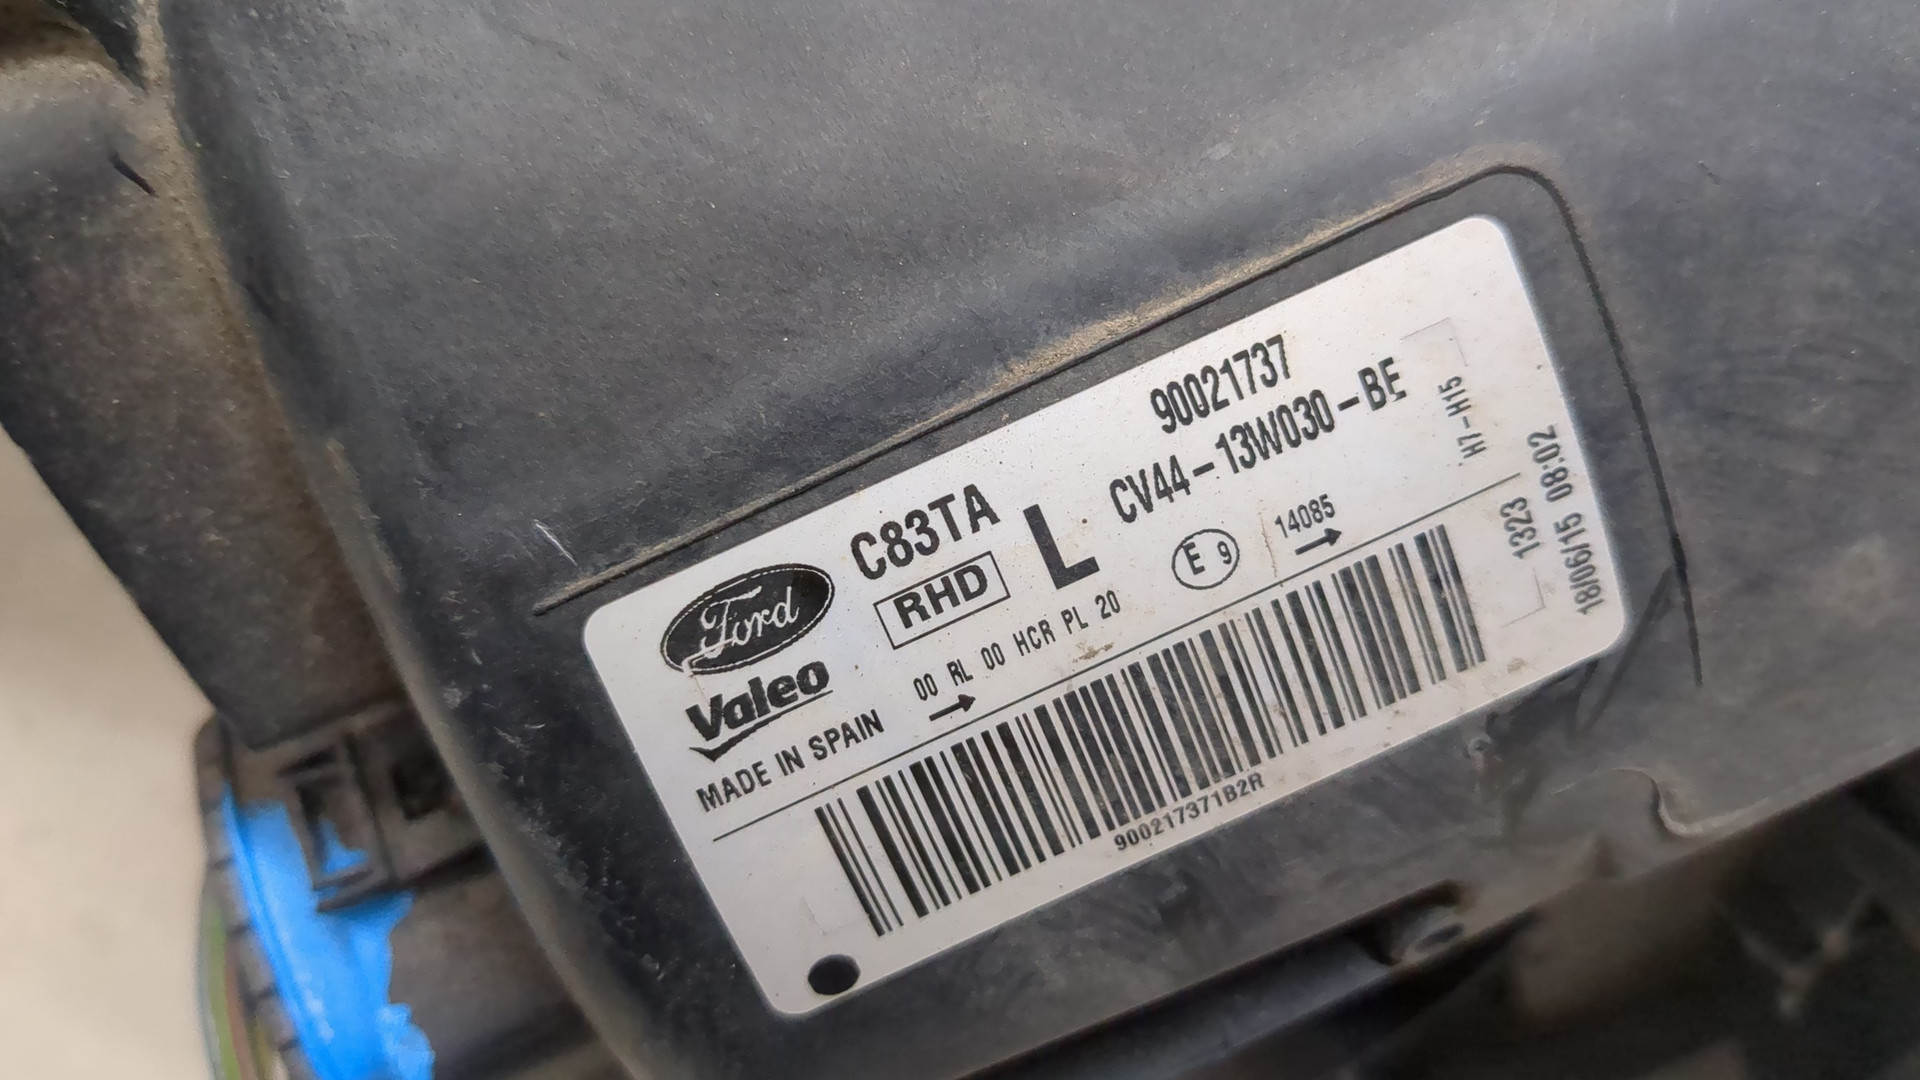 90021737
C83TA
CV44-13W030-BE
H7-H15
Ford
RHD
L
E 9
14085
Valeo
00 RL 00 HCR PL 20
MADE IN SPAIN
1323
18/06/15 08:02
900217371B2R